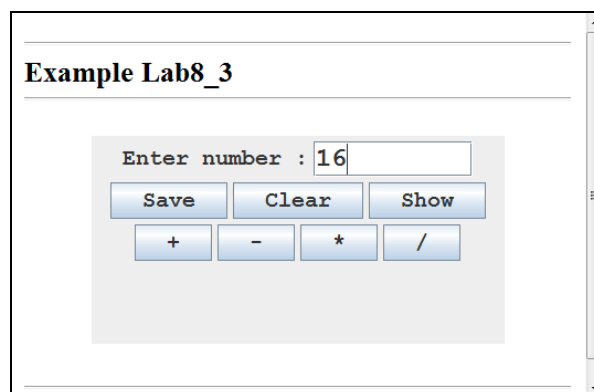 Example Lab8_3
Enter number : 16
Save Clear Show
+ - * /